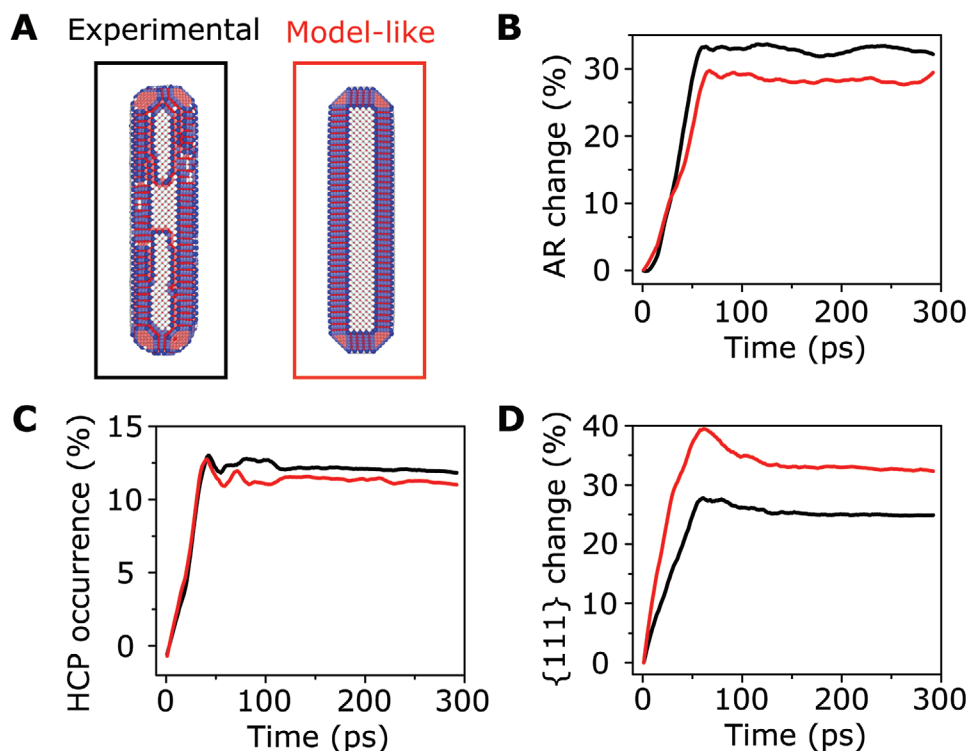 A
Experimental
Model-like
B
AR change (%)
30
20
10
0
0
100
200
300
Time (ps)
C
HCP occurrence (%)
15
10
5
0
0
100
200
300
Time (ps)
D
{111} change (%)
40
30
20
10
0
0
100
200
300
Time (ps)